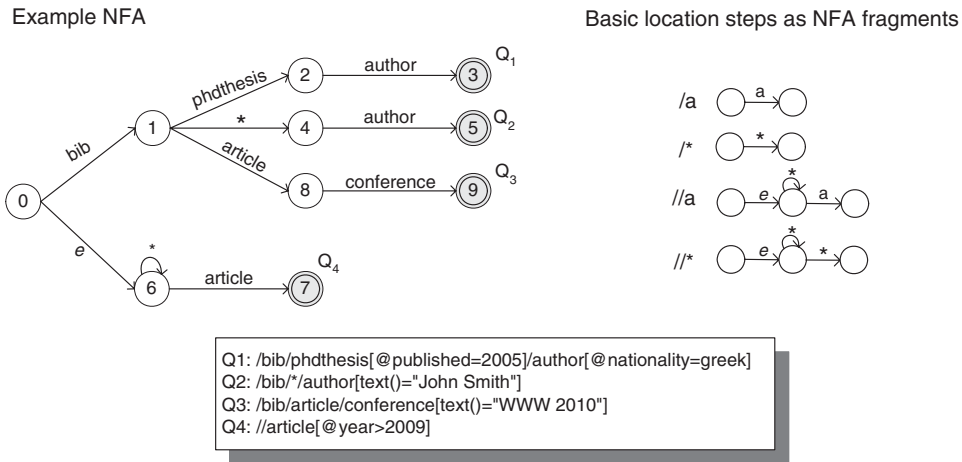 Example NFA
Basic location steps as NFA fragments
0
bib
e
1
phdthesis
*
article
2
author
3
Q1
4
author
5
Q2
8
conference
9
Q3
*
6
article
7
Q4
/a
a
/*
*
//a
e
*
a
//*
e
*
*
Q1: /bib/phdthesis[@published=2005]/author[@nationality=greek]
Q2: /bib/*/author[text()="John Smith"]
Q3: /bib/article/conference[text()="WWW 2010"]
Q4: //article[@year>2009]